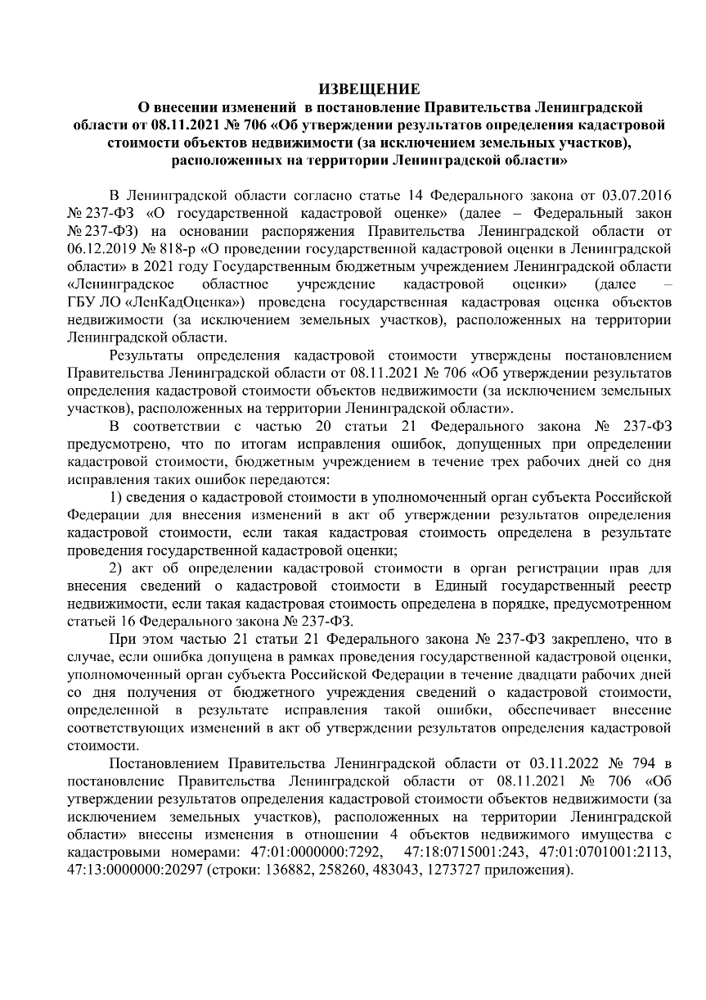 ИЗВЕЩЕНИЕ
О внесении изменений в постановление Правительства Ленинградской
области от 08.11.2021 № 706 «Об утверждении результатов определения кадастровой
стоимости объектов недвижимости (за исключением земельных участков),
расположенных на территории Ленинградской области»
В Ленинградской области согласно статье 14 Федерального закона от 03.07.2016
№ 237-ФЗ «О государственной кадастровой оценке» (далее – Федеральный закон
№ 237-ФЗ) на основании распоряжения Правительства Ленинградской области от
06.12.2019 № 818-р «О проведении государственной кадастровой оценки в Ленинградской
области» в 2021 году Государственным бюджетным учреждением Ленинградской области
«Ленинградское областное учреждение кадастровой оценки» (далее –
ГБУ ЛО «ЛенКадОценка») проведена государственная кадастровая оценка объектов
недвижимости (за исключением земельных участков), расположенных на территории
Ленинградской области.
Результаты определения кадастровой стоимости утверждены постановлением
Правительства Ленинградской области от 08.11.2021 № 706 «Об утверждении результатов
определения кадастровой стоимости объектов недвижимости (за исключением земельных
участков), расположенных на территории Ленинградской области».
В соответствии с частью 20 статьи 21 Федерального закона № 237-ФЗ
предусмотрено, что по итогам исправления ошибок, допущенных при определении
кадастровой стоимости, бюджетным учреждением в течение трех рабочих дней со дня
исправления таких ошибок передаются:
1) сведения о кадастровой стоимости в уполномоченный орган субъекта Российской
Федерации для внесения изменений в акт об утверждении результатов определения
кадастровой стоимости, если такая кадастровая стоимость определена в результате
проведения государственной кадастровой оценки;
2) акт об определении кадастровой стоимости в орган регистрации прав для
внесения сведений о кадастровой стоимости в Единый государственный реестр
недвижимости, если такая кадастровая стоимость определена в порядке, предусмотренном
статьей 16 Федерального закона № 237-ФЗ.
При этом частью 21 статьи 21 Федерального закона № 237-ФЗ закреплено, что в
случае, если ошибка допущена в рамках проведения государственной кадастровой оценки,
уполномоченный орган субъекта Российской Федерации в течение двадцати рабочих дней
со дня получения от бюджетного учреждения сведений о кадастровой стоимости,
определенной в результате исправления такой ошибки, обеспечивает внесение
соответствующих изменений в акт об утверждении результатов определения кадастровой
стоимости.
Постановлением Правительства Ленинградской области от 03.11.2022 № 794 в
постановление Правительства Ленинградской области от 08.11.2021 № 706 «Об
утверждении результатов определения кадастровой стоимости объектов недвижимости (за
исключением земельных участков), расположенных на территории Ленинградской
области» внесены изменения в отношении 4 объектов недвижимого имущества с
кадастровыми номерами: 47:01:0000000:7292, 47:18:0715001:243, 47:01:0701001:2113,
47:13:0000000:20297 (строки: 136882, 258260, 483043, 1273727 приложения).